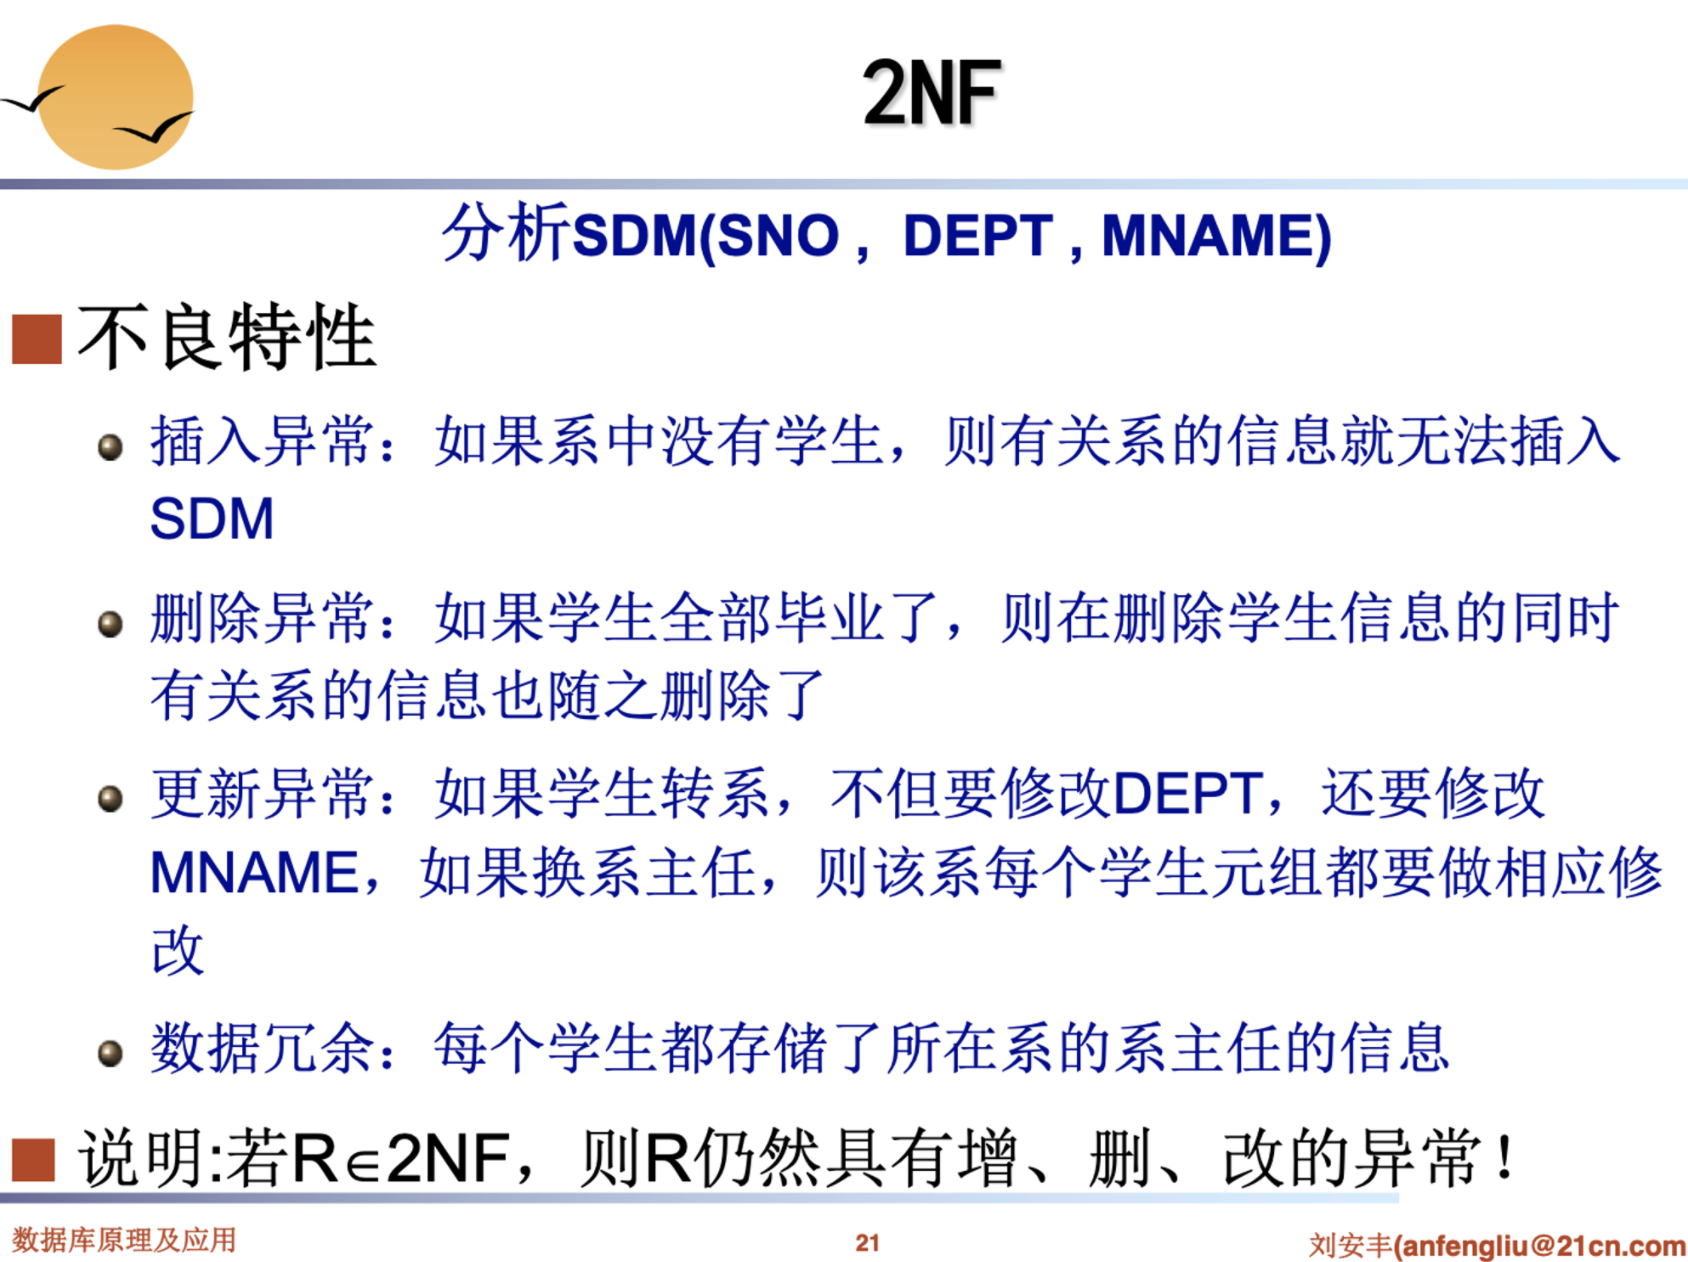 2NF
分析SDM(SNO , DEPT , MNAME)
不良特性
插入异常：如果系中没有学生，则有关系的信息就无法插入
SDM
删除异常：如果学生全部毕业了，则在删除学生信息的同时
有关系的信息也随之删除了
更新异常：如果学生转系，不但要修改DEPT，还要修改
MNAME，如果换系主任，则该系每个学生元组都要做相应修
改
数据冗余：每个学生都存储了所在系的系主任的信息
说明:若R∈2NF，则R仍然具有增、删、改的异常！
数据库原理及应用
21
刘安丰(anfengliu@21cn.com